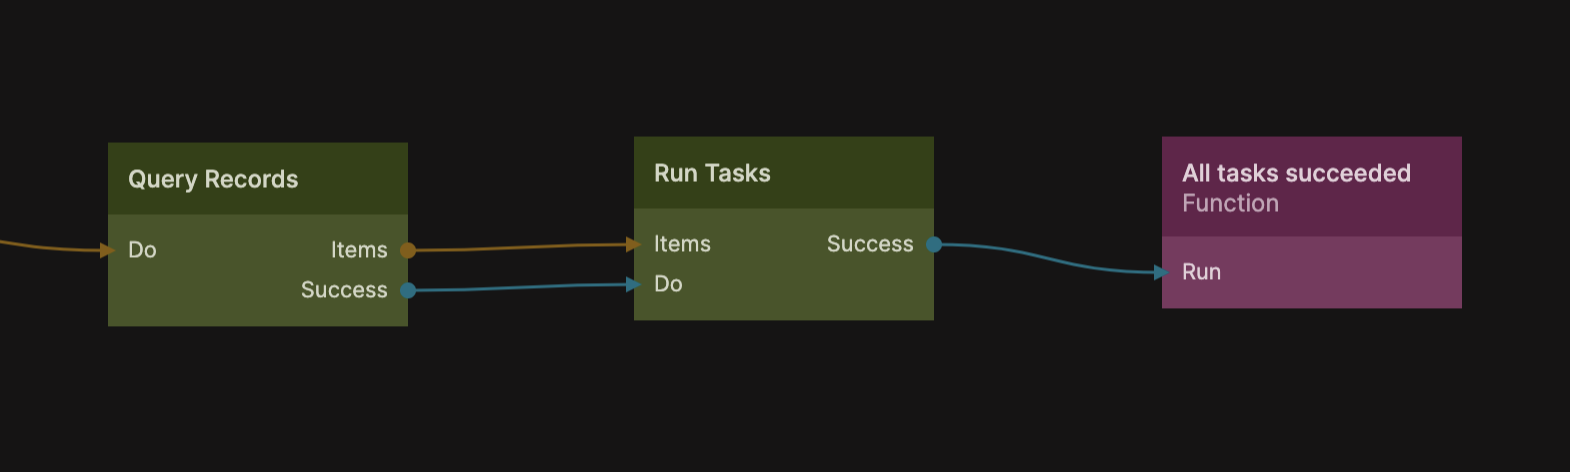 Query Records
Do
Items
Success
Run Tasks
Items
Success
Do
All tasks succeeded
Function
Run